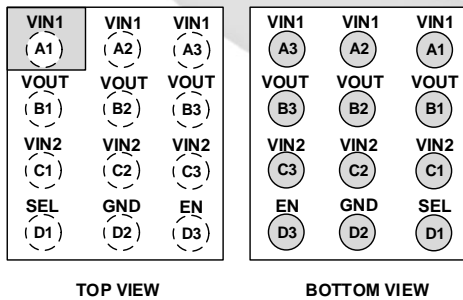 VIN1 VIN1 VIN1 VIN1 VIN1 VIN1
A1 A2 A3 A3 A2 A1
VOUT VOUT VOUT VOUT VOUT VOUT
B1 B2 B3 B3 B2 B1
VIN2 VIN2 VIN2 VIN2 VIN2 VIN2
C1 C2 C3 C3 C2 C1
SEL GND EN EN GND SEL
D1 D2 D3 D3 D2 D1
TOP VIEW BOTTOM VIEW